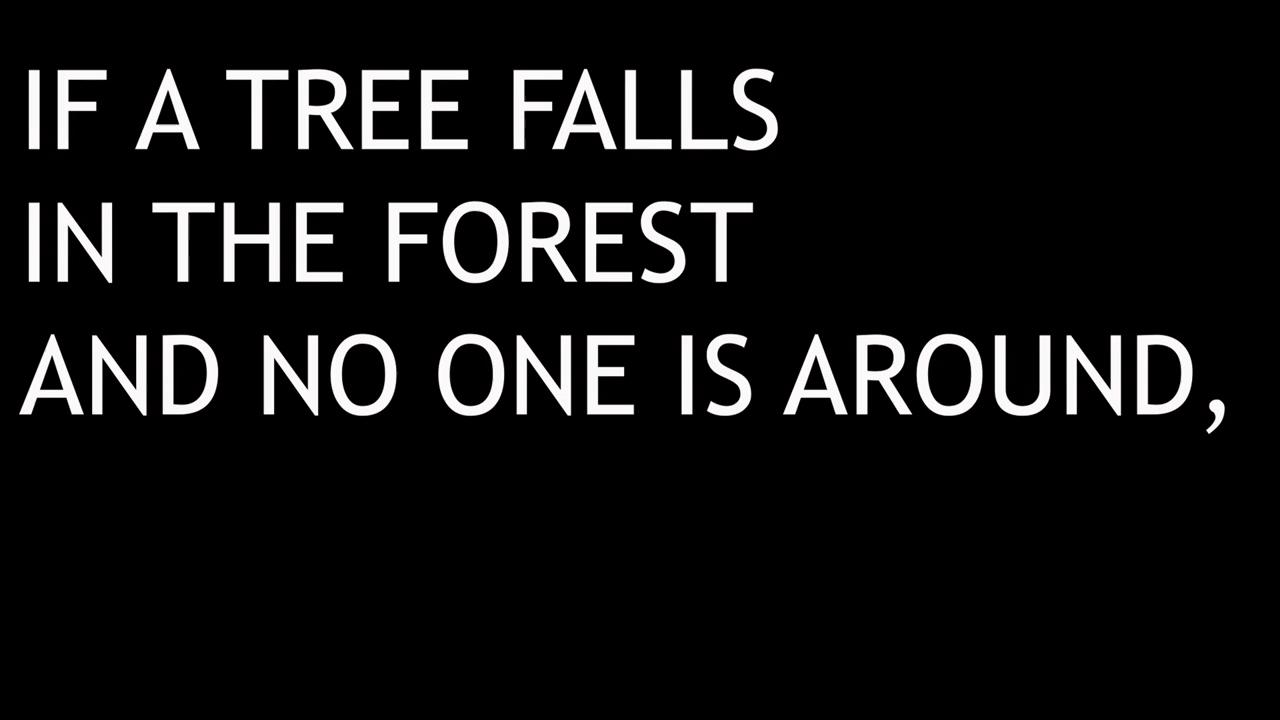 IF A TREE FALLS
IN THE FOREST
AND NO ONE IS AROUND,